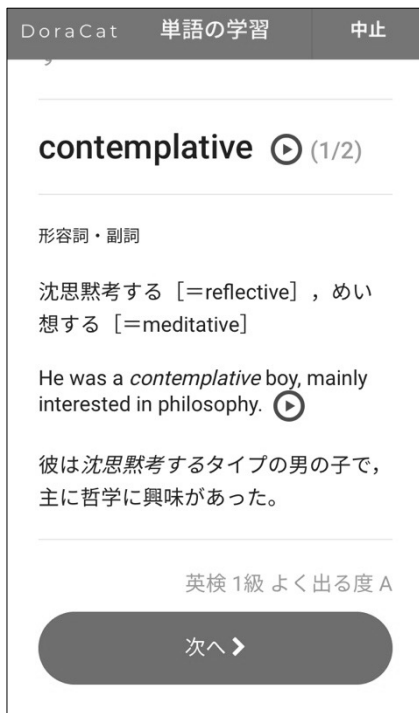 DoraCat 単語の学習 中止
contemplative (1/2)
形容詞・副詞
沈思黙考する［＝reflective］，めい
想する［＝meditative］
He was a contemplative boy, mainly
interested in philosophy.
彼は沈思黙考するタイプの男の子で，
主に哲学に興味があった。
英検 1級 よく出る度 A
次へ